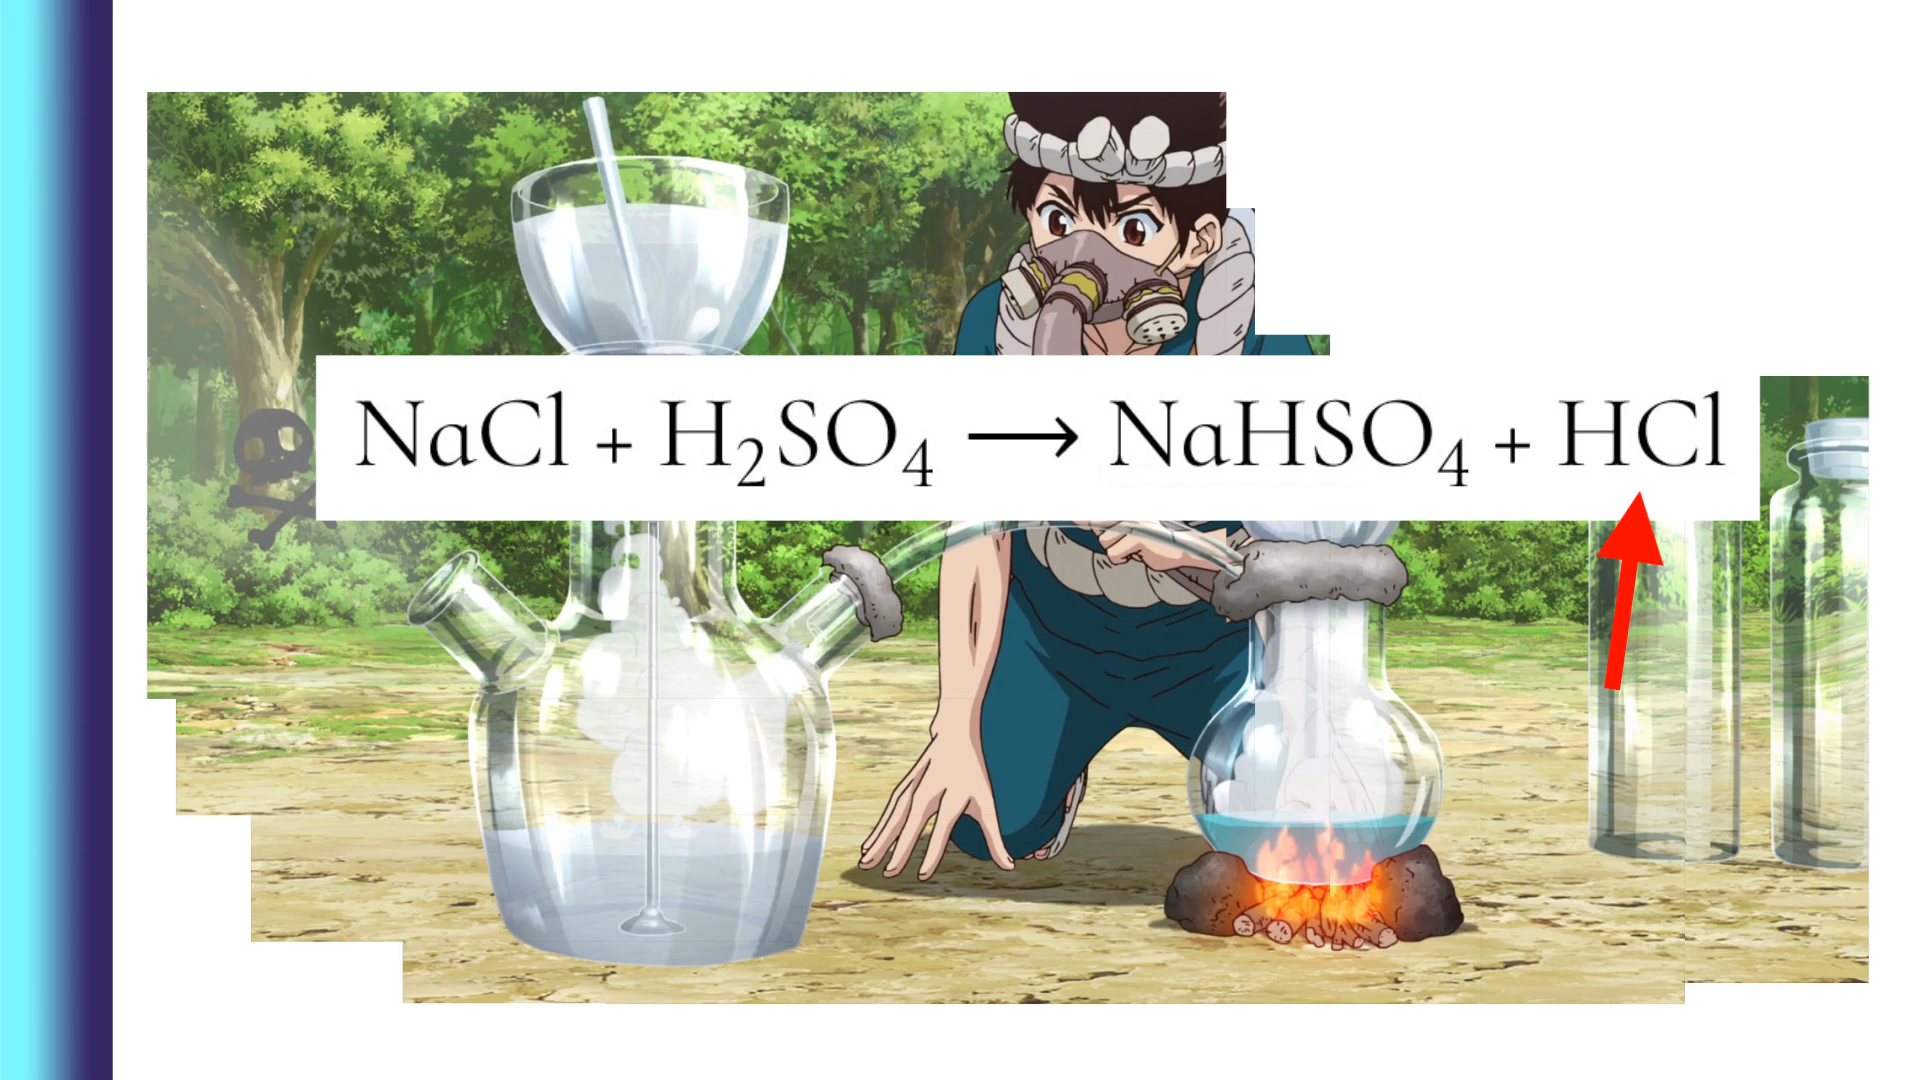 NaCl + H₂SO₄ ⟶ NaHSO₄ + HCl